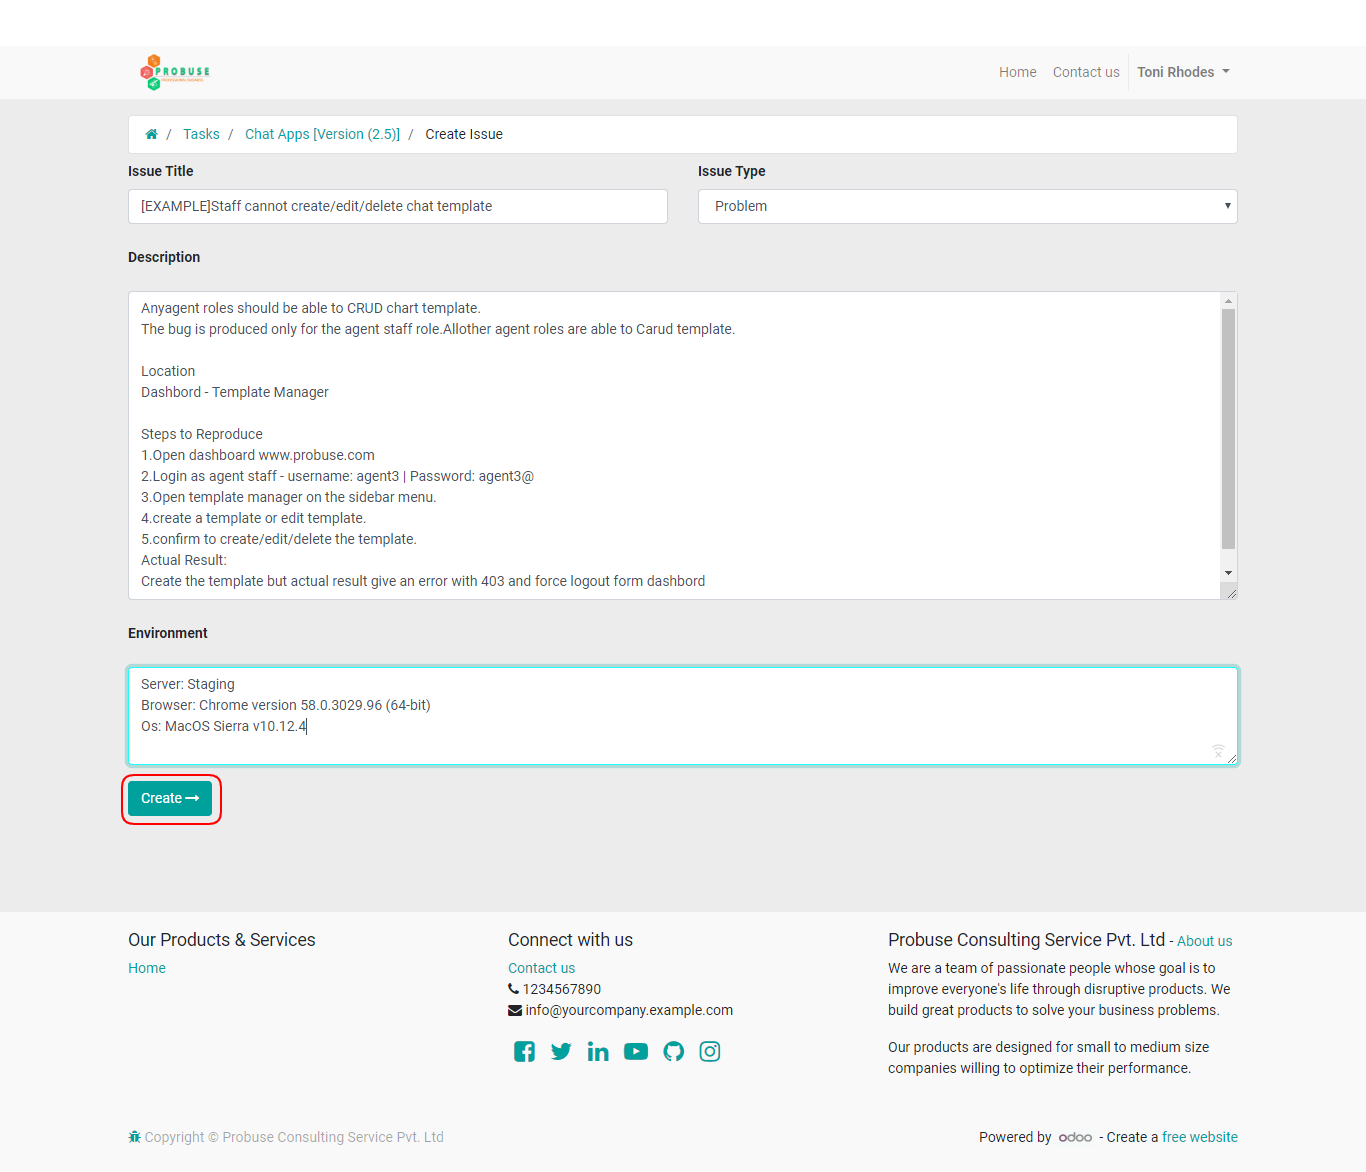 PROBUSE
Home
Contact us
Toni Rhodes
/ Tasks / Chat Apps [Version (2.5)] / Create Issue
Issue Title
Issue Type
[EXAMPLE]Staff cannot create/edit/delete chat template
Problem
Description
Anyagent roles should be able to CRUD chart template.
The bug is produced only for the agent staff role.Allother agent roles are able to Carud template.
Location
Dashbord - Template Manager
Steps to Reproduce
1.Open dashboard www.probuse.com
2.Login as agent staff - username: agent3 | Password: agent3@
3.Open template manager on the sidebar menu.
4.create a template or edit template.
5.confirm to create/edit/delete the template.
Actual Result:
Create the template but actual result give an error with 403 and force logout form dashbord
Environment
Server: Staging
Browser: Chrome version 58.0.3029.96 (64-bit)
Os: MacOS Sierra v10.12.4
Create
Our Products & Services
Home
Connect with us
Contact us
1234567890
info@yourcompany.example.com
Probuse Consulting Service Pvt. Ltd - About us
We are a team of passionate people whose goal is to
improve everyone's life through disruptive products. We
build great products to solve your business problems.
Our products are designed for small to medium size
companies willing to optimize their performance.
Copyright © Probuse Consulting Service Pvt. Ltd
Powered by odoo - Create a free website